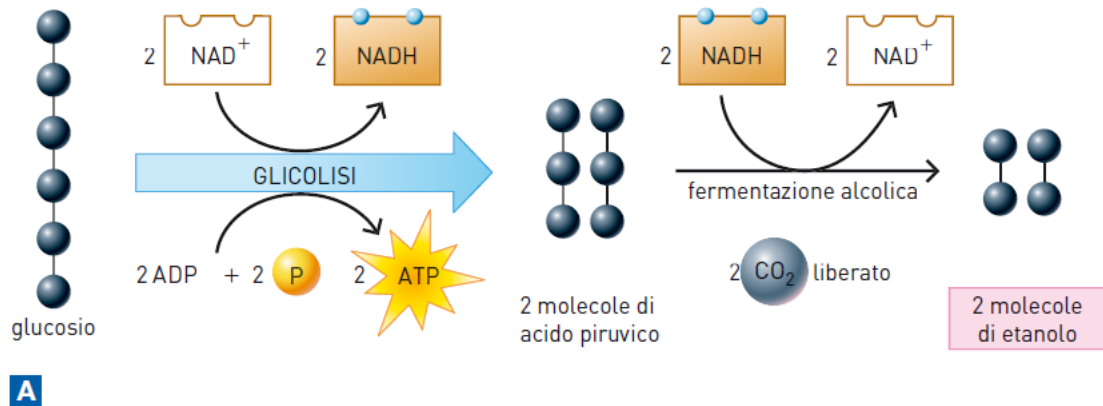 2 NAD+ 2 NADH
GLICOLISI
2 ADP + 2 P 2 ATP
glucosio
2 molecole di
acido piruvico
2 NADH 2 NAD+
fermentazione alcolica
2 CO2 liberato
2 molecole
di etanolo
A